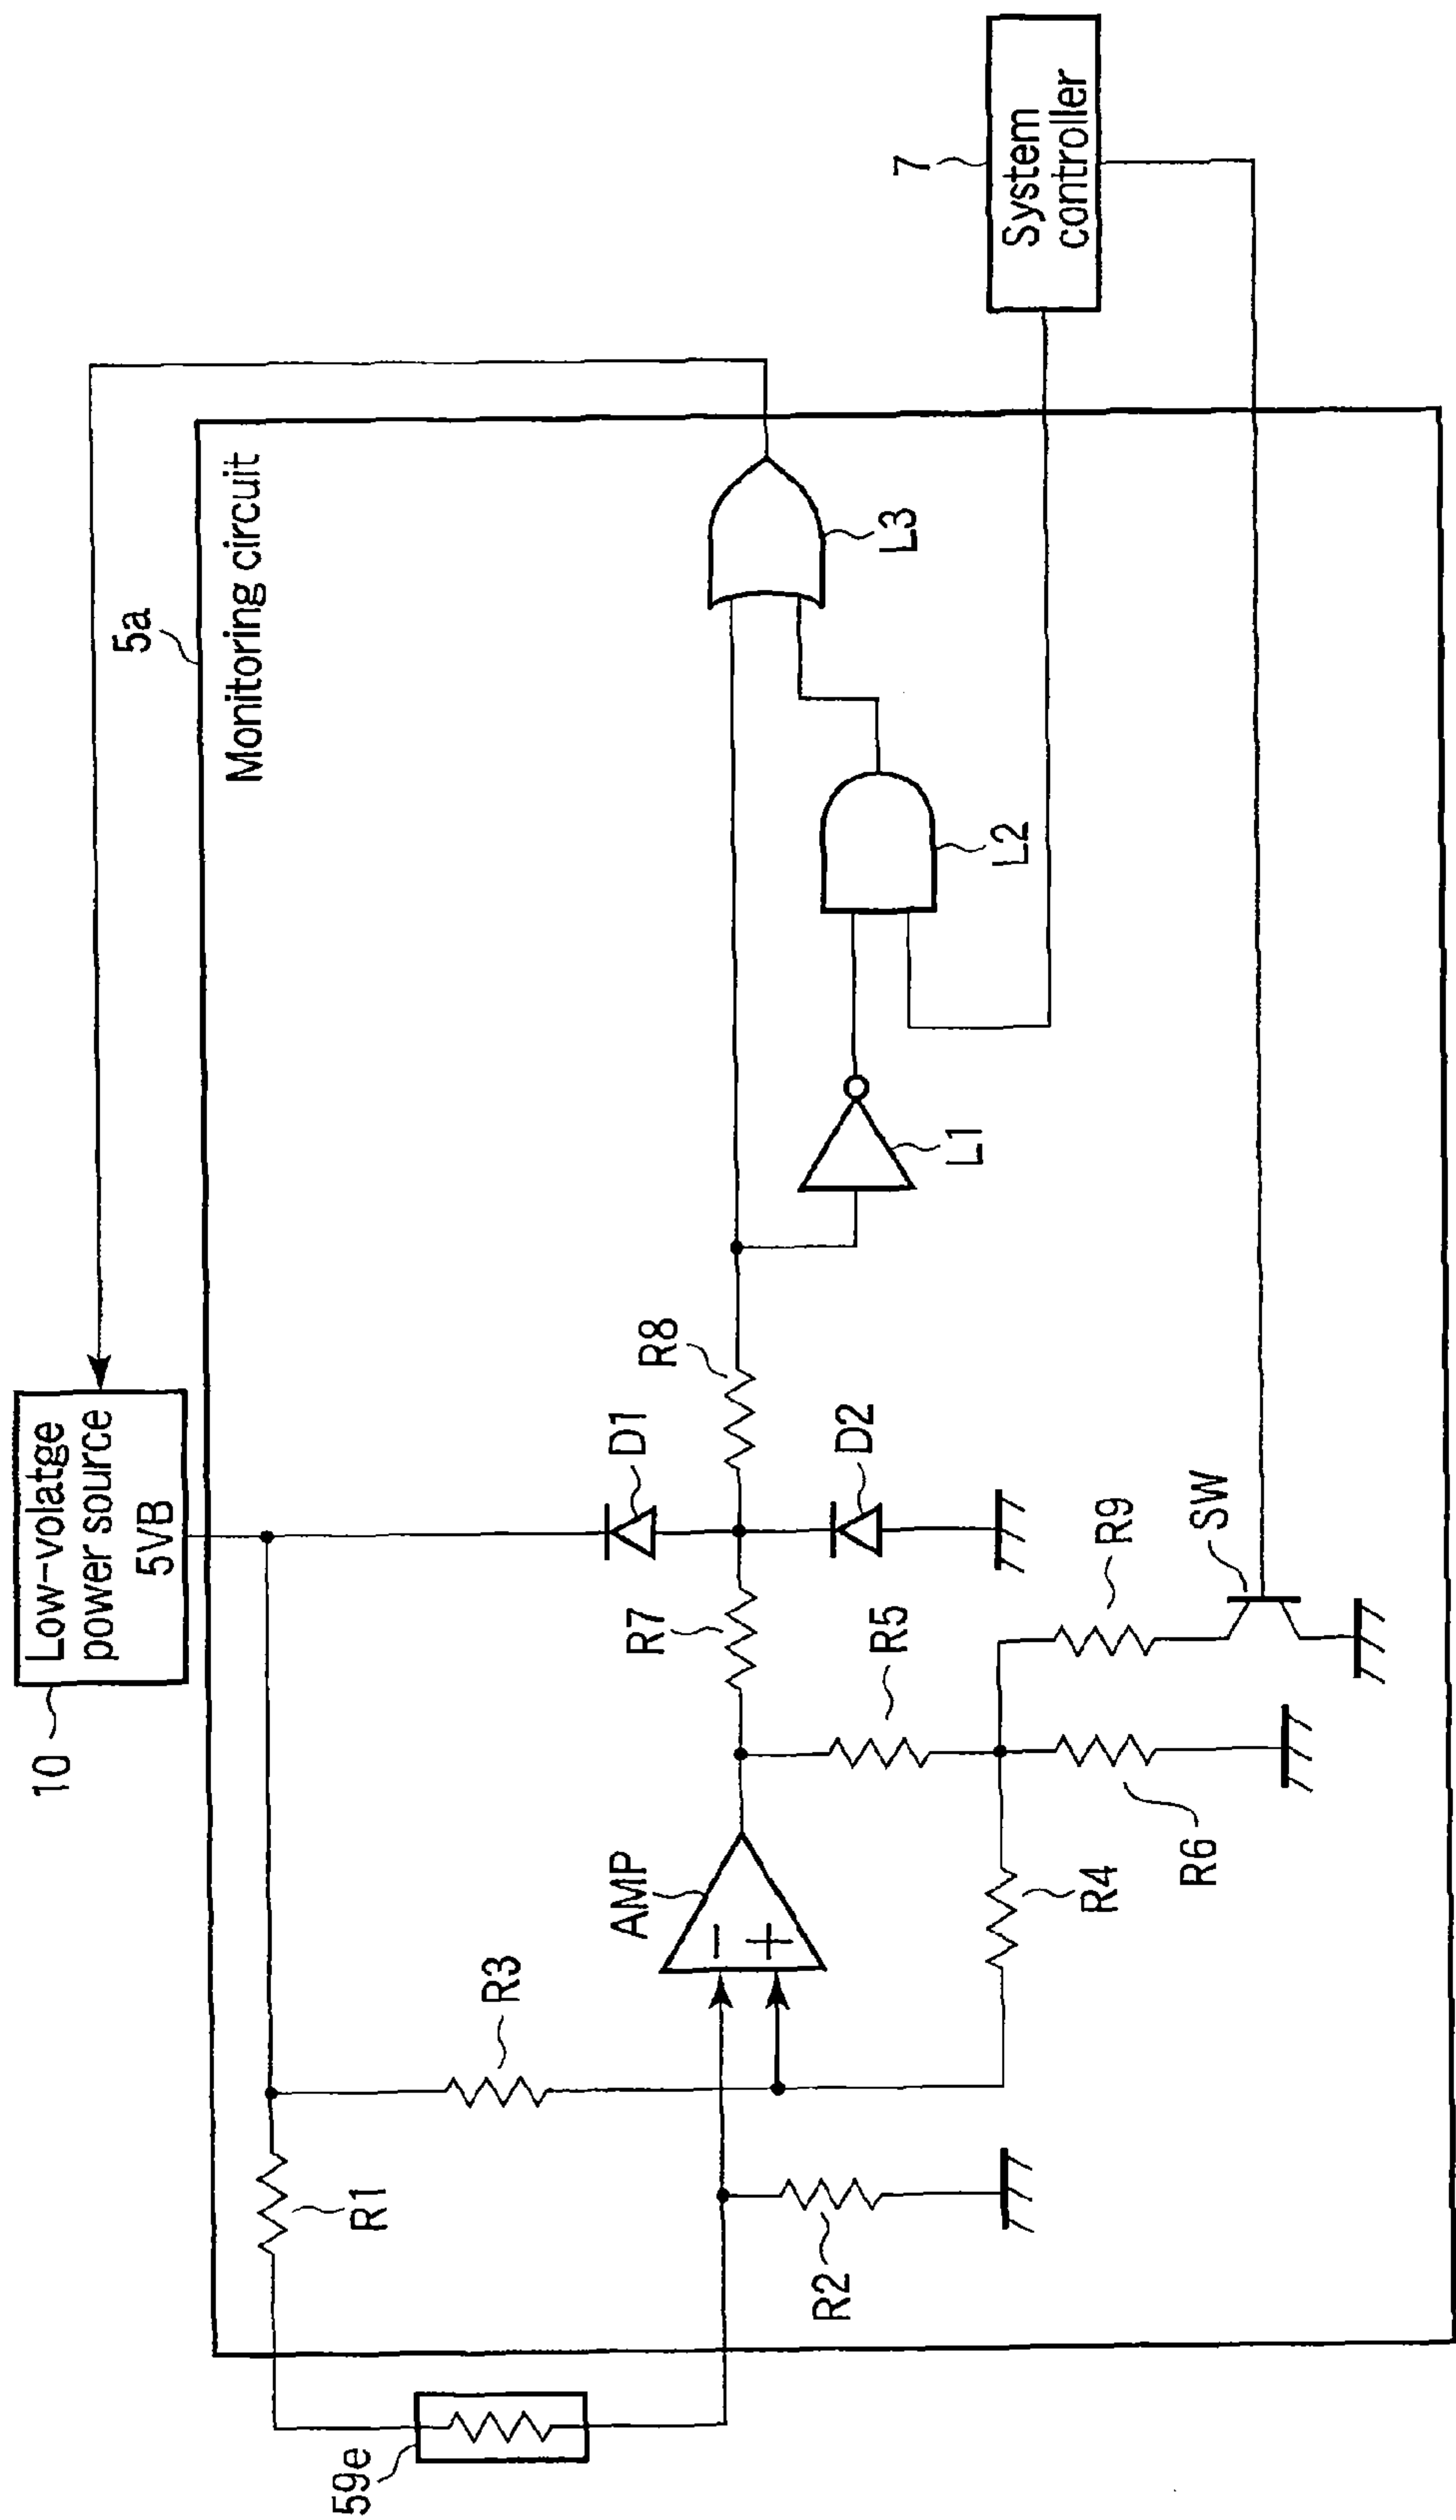 10
Low-volatge
power source
5VB
5a
Monitoring circuit
59e
R1
R2
R3
AMP
−
+
R4
R5
R6
R7
R8
R9
D1
D2
SW
L1
L2
L3
7
System
controller